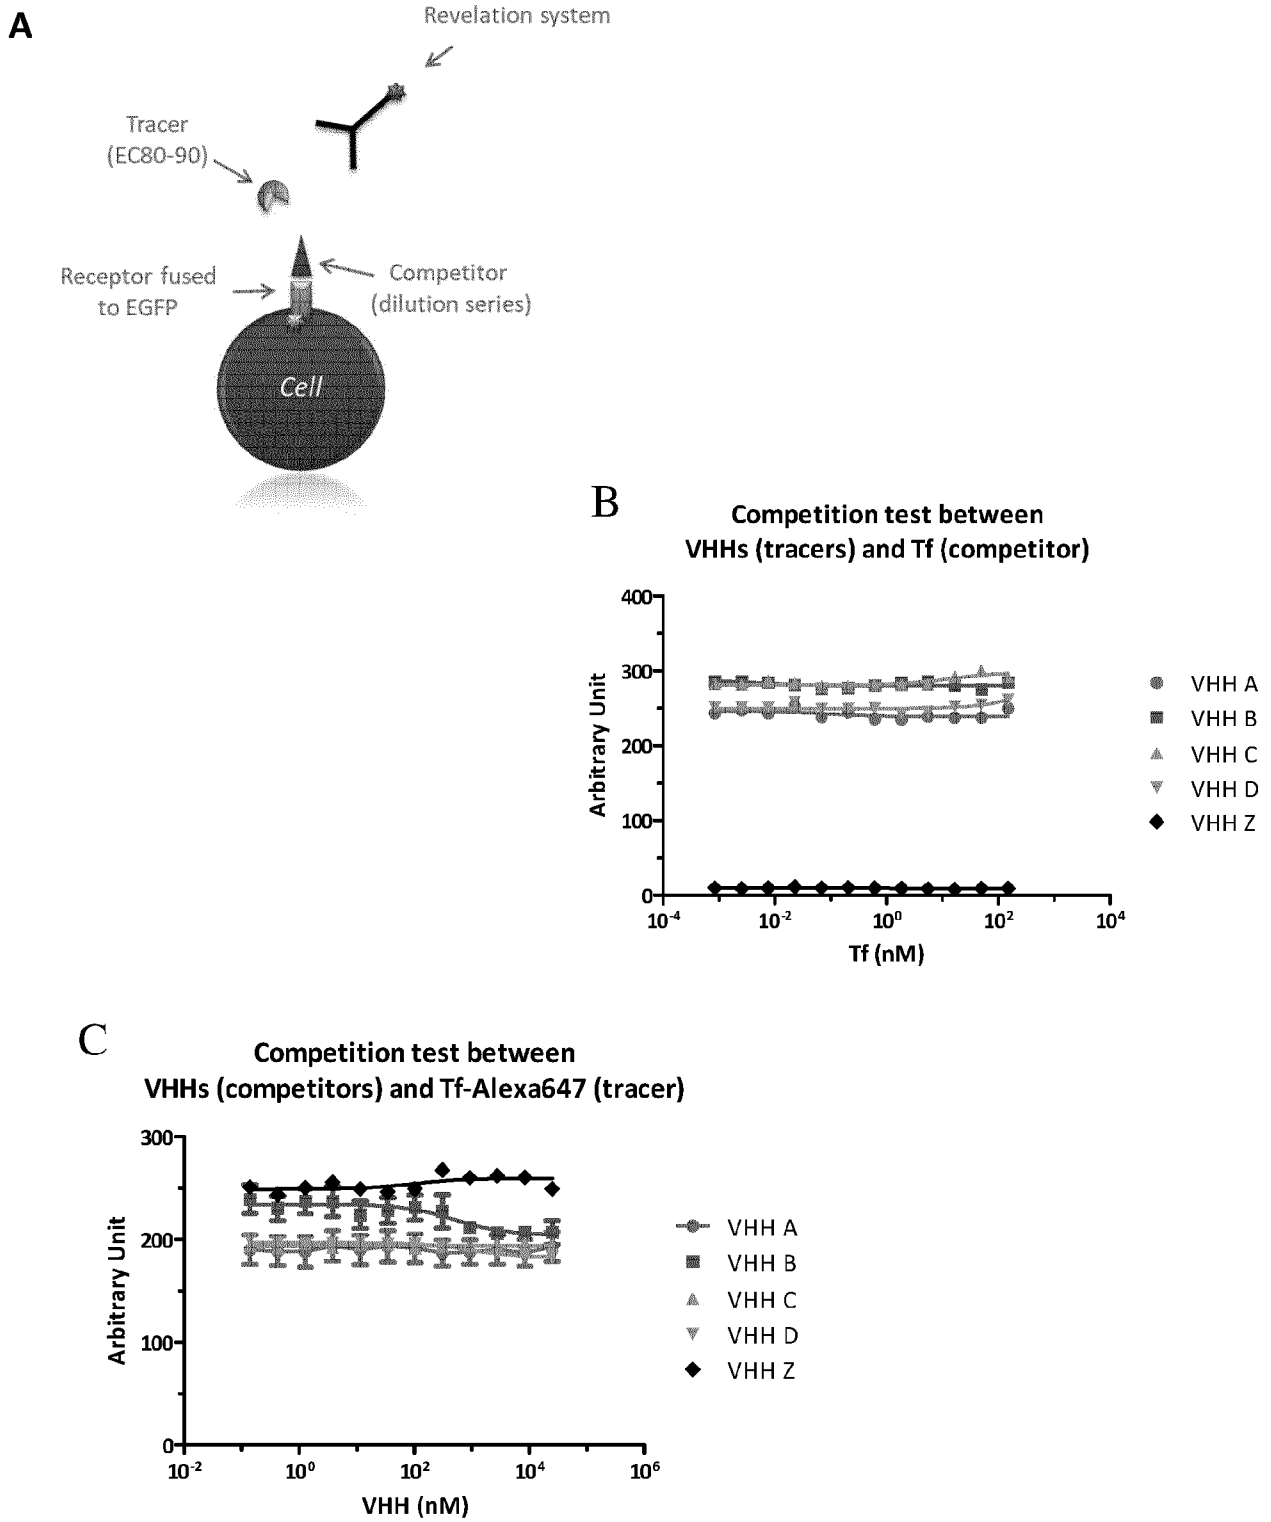 A
Revelation system
Tracer
(EC80-90)
Receptor fused
to EGFP
Competitor
(dilution series)
Cell
B
Competition test between
VHHs (tracers) and Tf (competitor)
Arbitrary Unit
400
300
200
100
0
10-4
10-2
100
102
104
Tf (nM)
VHH A
VHH B
VHH C
VHH D
VHH Z
C
Competition test between
VHHs (competitors) and Tf-Alexa647 (tracer)
Arbitrary Unit
300
200
100
0
10-2
100
102
104
106
VHH (nM)
VHH A
VHH B
VHH C
VHH D
VHH Z